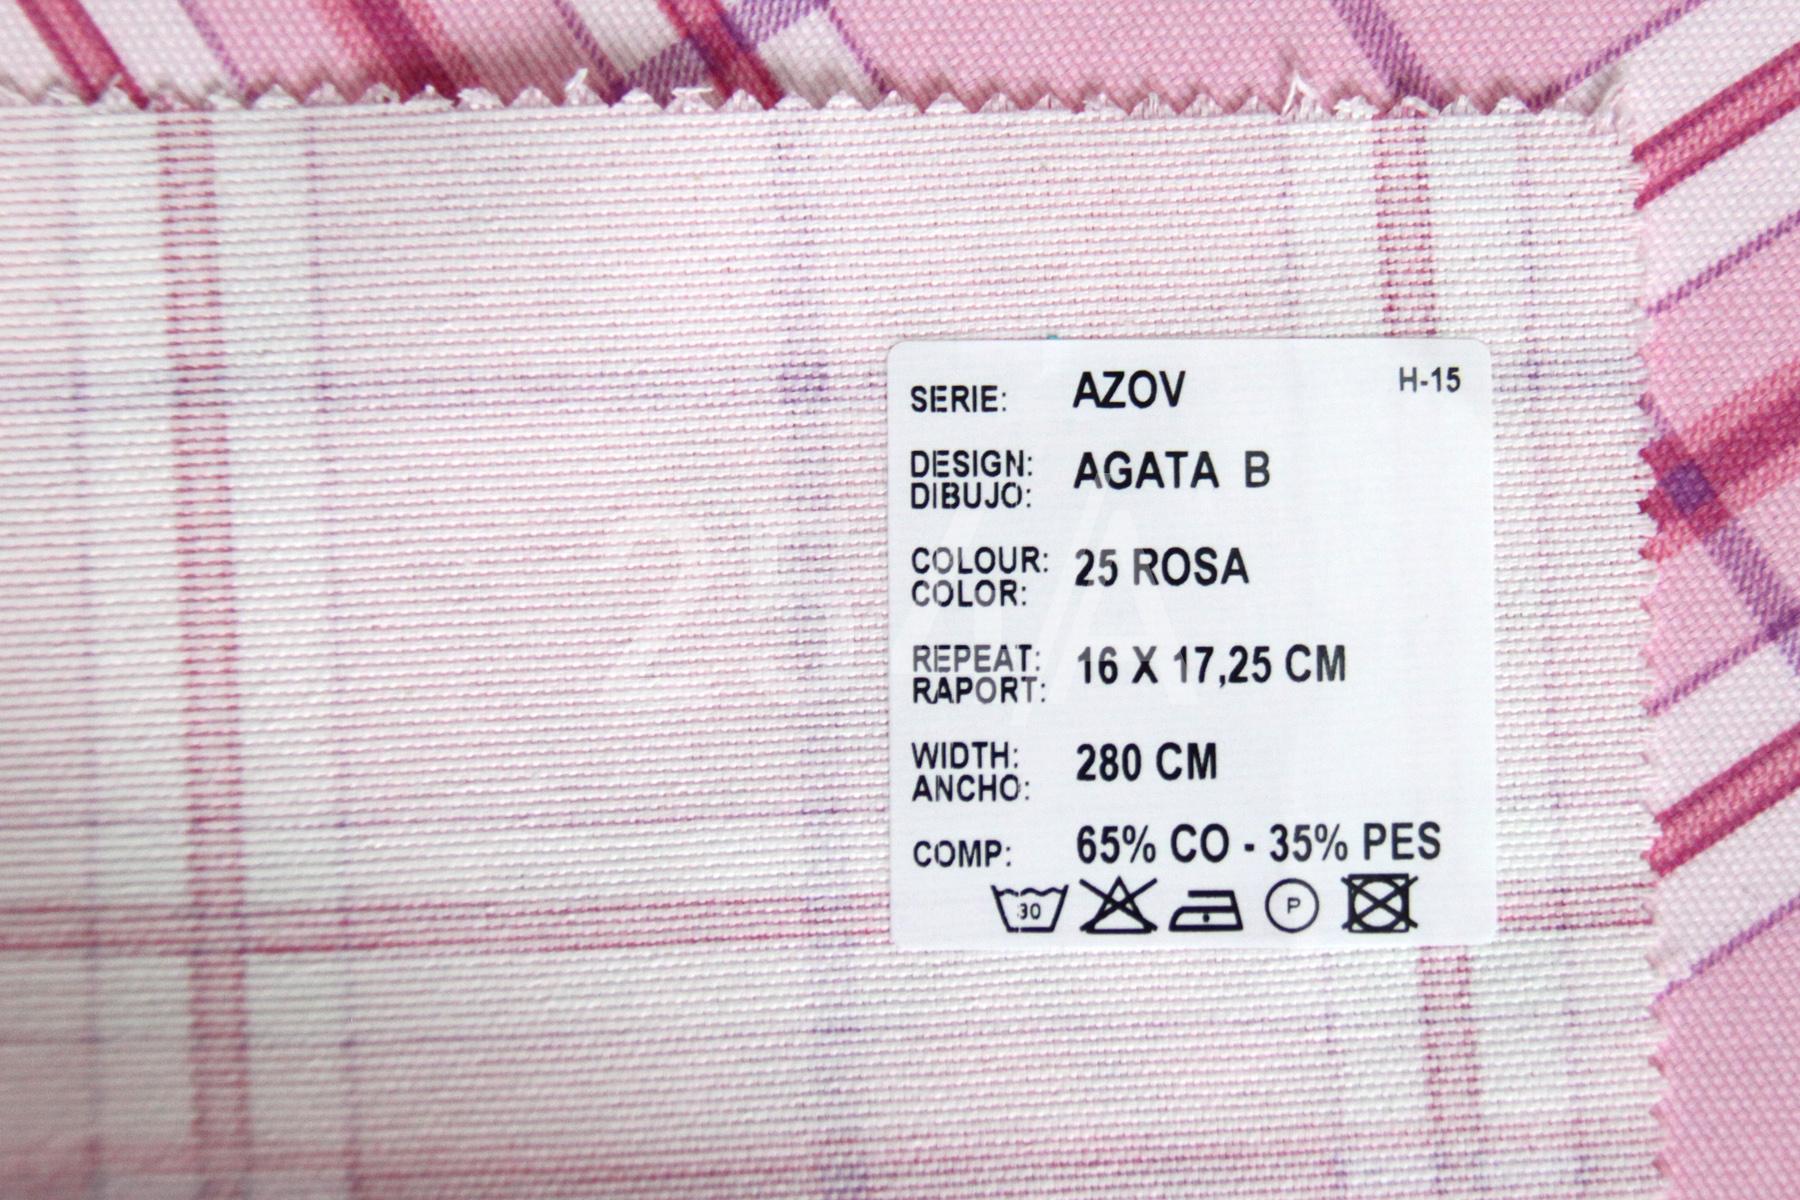 SERIE: AZOV H-15
DESIGN:
DIBUJO: AGATA B
COLOUR:
COLOR: 25 ROSA
REPEAT:
RAPORT: 16 X 17,25 CM
WIDTH:
ANCHO: 280 CM
COMP: 65% CO - 35% PES
30 P